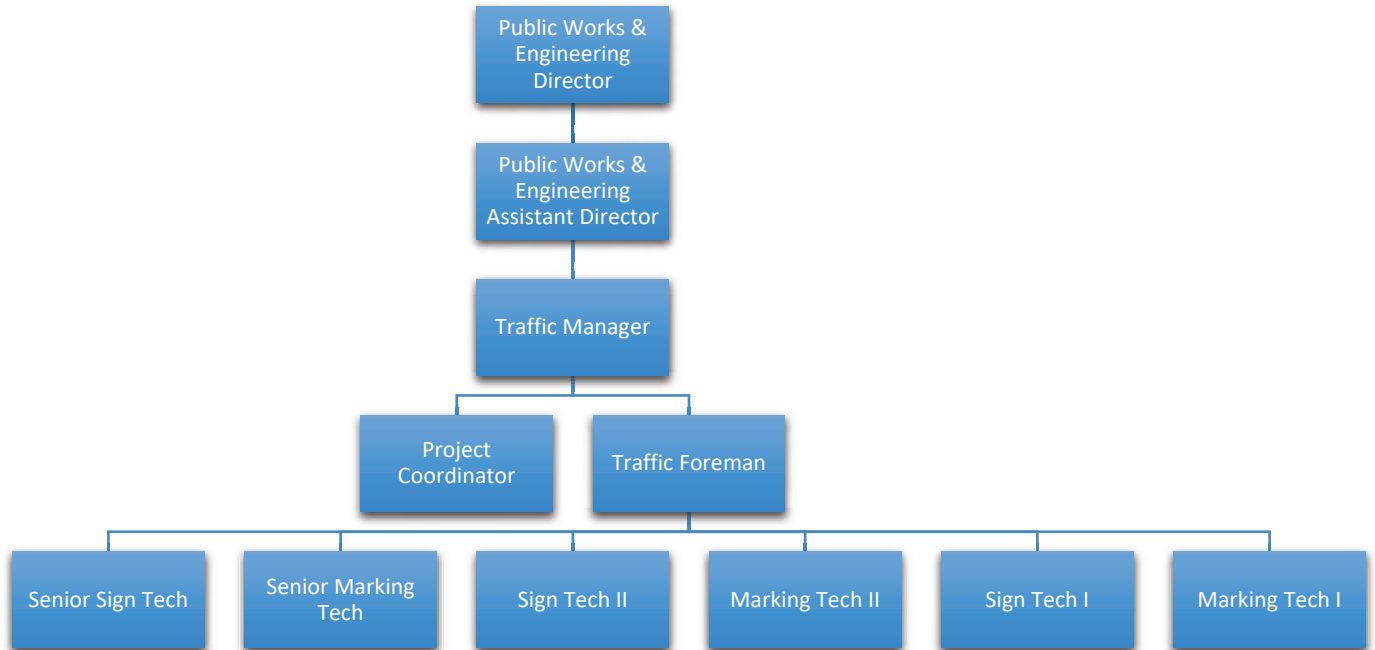 Public Works &
Engineering
Director
Public Works &
Engineering
Assistant Director
Traffic Manager
Project
Coordinator
Traffic Foreman
Senior Sign Tech
Senior Marking
Tech
Sign Tech II
Marking Tech II
Sign Tech I
Marking Tech I